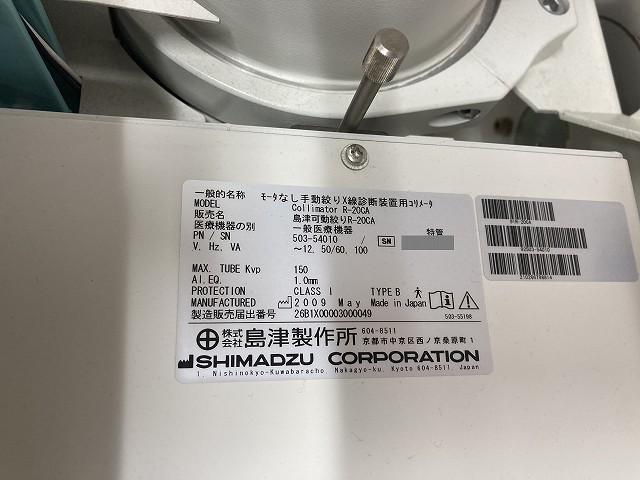 一般的名称 モータなし手動絞りX線診断装置用コリメータ
MODEL Collimator R-20CA
販売名 島津可動絞りR-20CA
医療機器の別 一般医療機器 特管
PN / SN 503-54010 / SN
V. Hz. VA ～12. 50/60. 100
MAX. TUBE Kvp 150
Al.EQ. 1.0mm
PROTECTION CLASS I TYPE B
MANUFACTURED 2009 May Made in Japan
製造販売届出番号 26B1X00003000049 503-55198
株式会社 島津製作所 604-8511
京都市中京区西ノ京桑原町1
SHIMADZU CORPORATION
1, Nishinokyo-Kuwabaracho, Nakagyo-ku, Kyoto 604-8511, Japan
R-20CA
503-54010